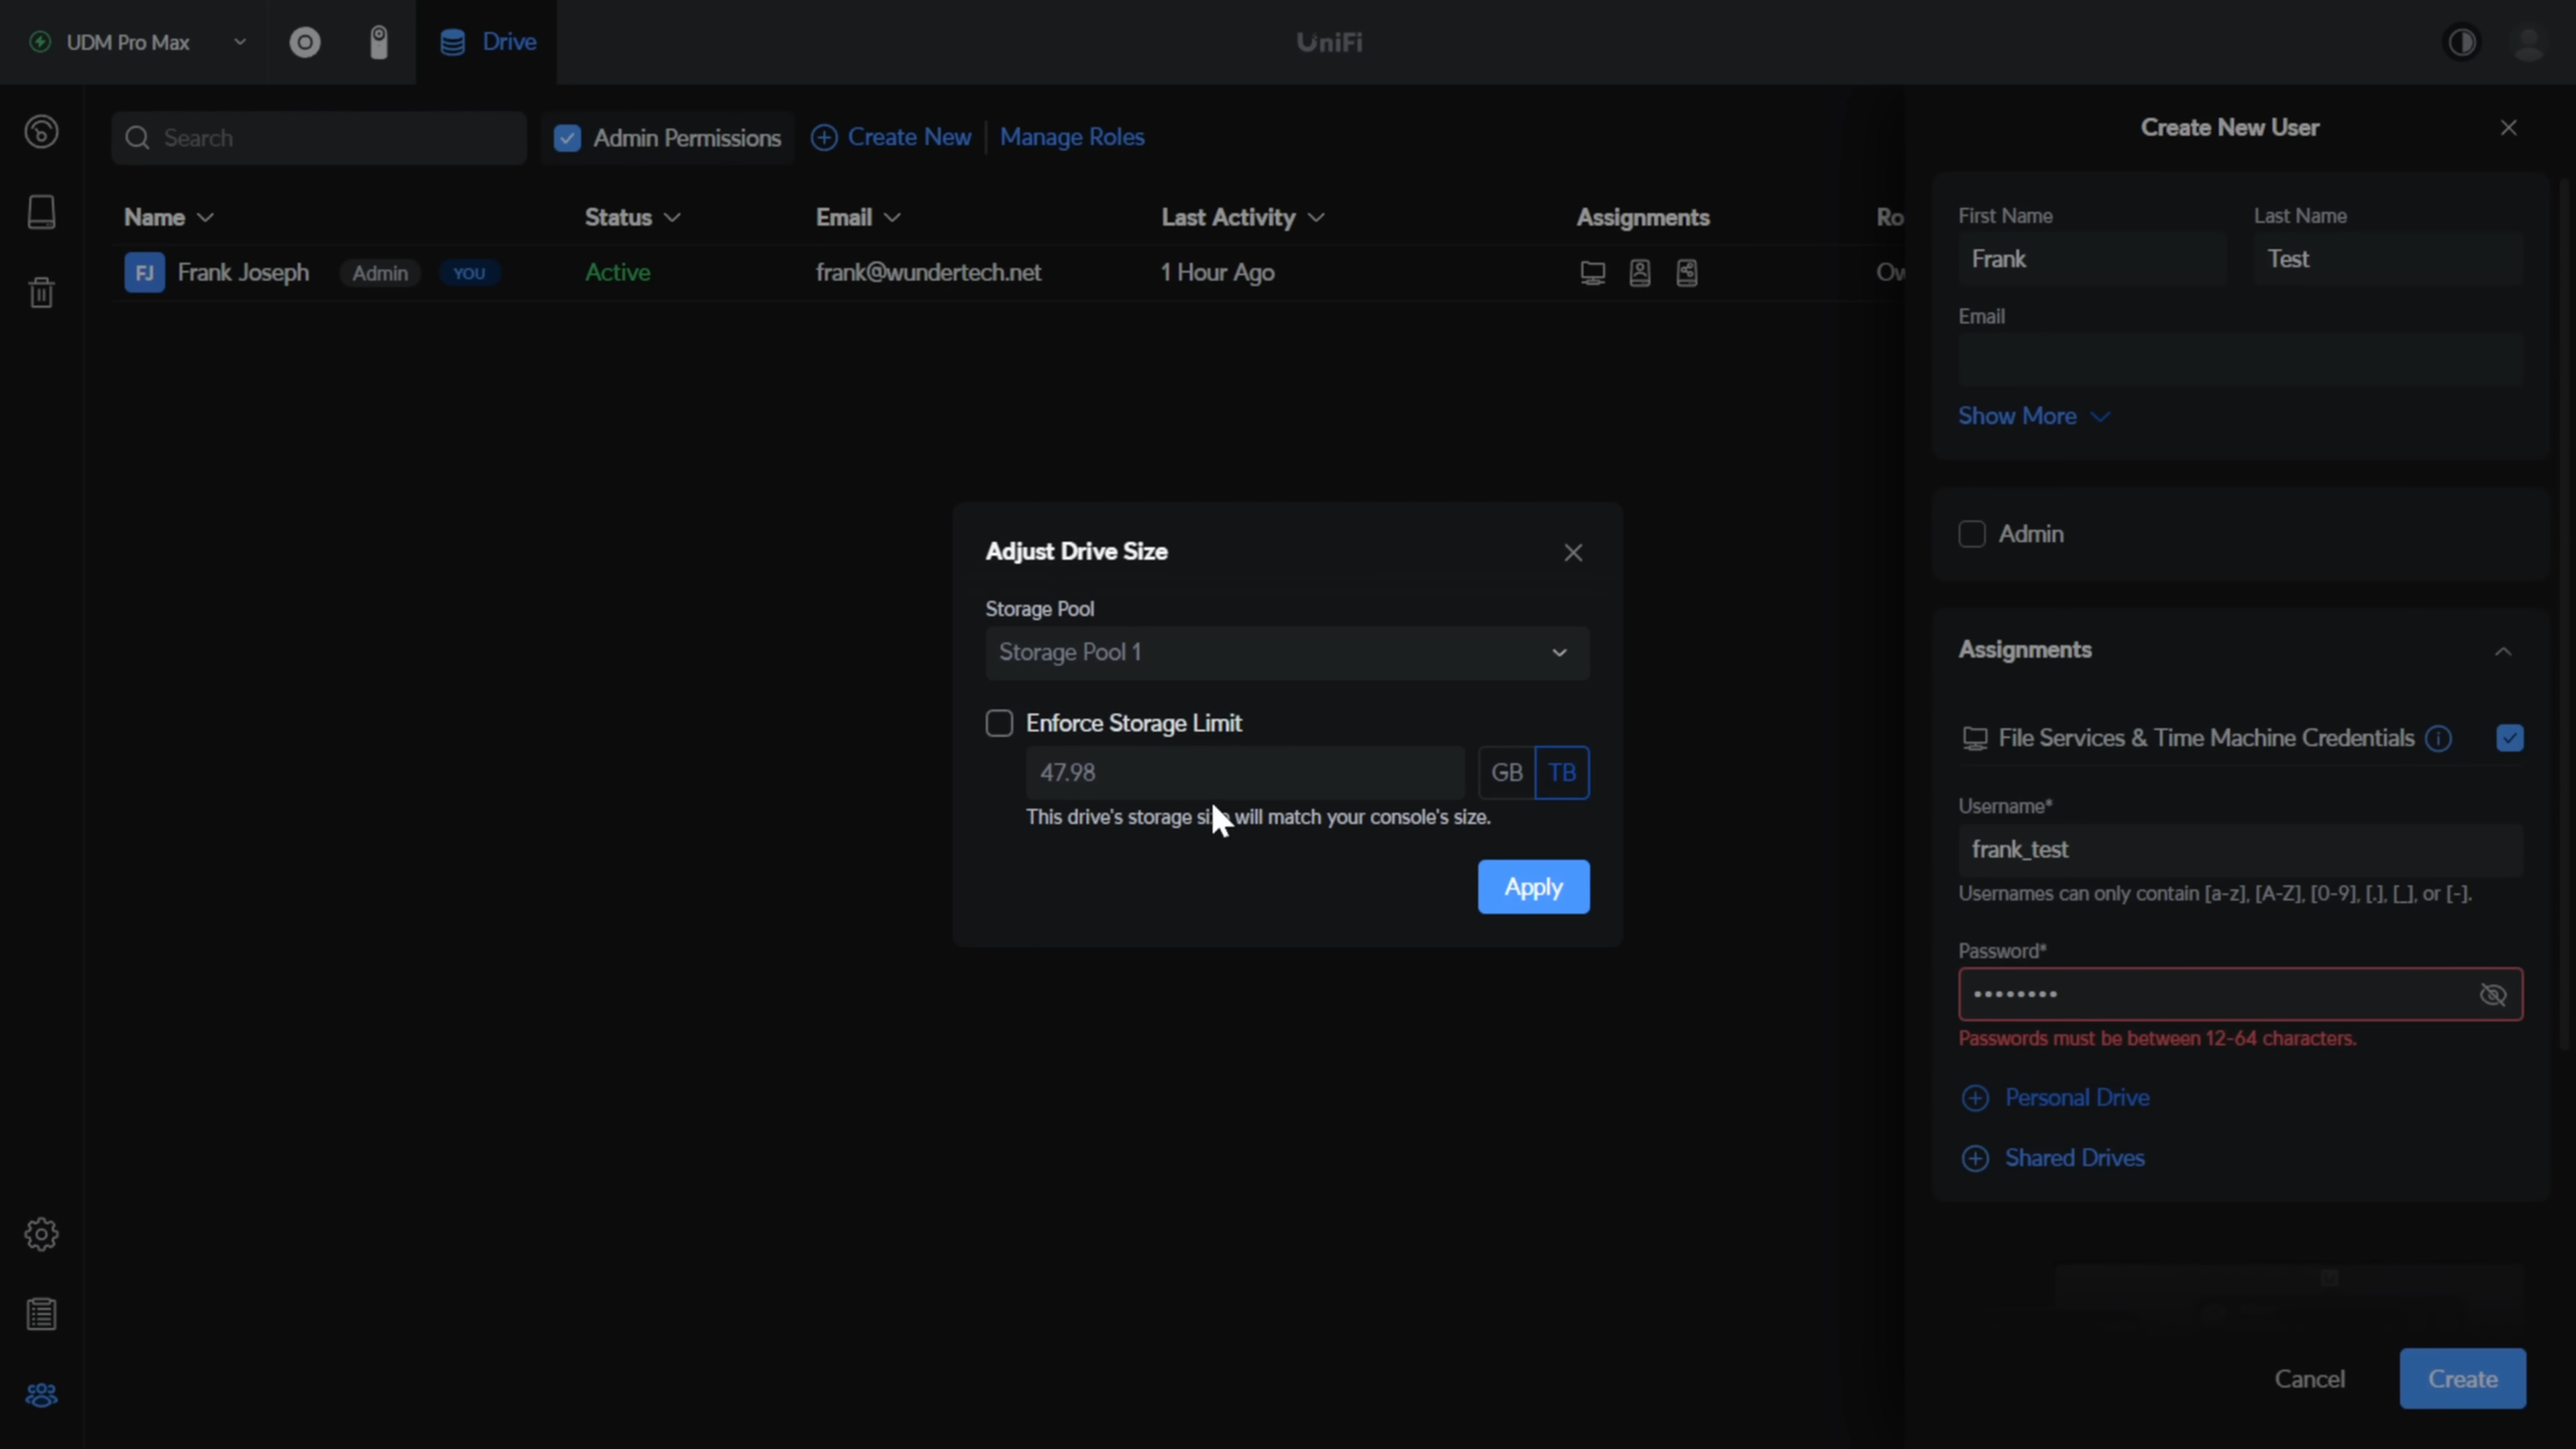 UDM Pro Max
Drive
UniFi
Search
Admin Permissions
Create New
Manage Roles
Name
Status
Email
Last Activity
Assignments
Ro
FJ
Frank Joseph
Admin
YOU
Active
frank@wundertech.net
1 Hour Ago
Ow
Adjust Drive Size
Storage Pool
Storage Pool 1
Enforce Storage Limit
47.98
GB
TB
This drive's storage size will match your console's size.
Apply
Create New User
First Name
Last Name
Frank
Test
Email
Show More
Admin
Assignments
File Services & Time Machine Credentials
Username*
frank_test
Usernames can only contain [a-z], [A-Z], [0-9], [.], [_], or [-].
Password*
••••••••
Passwords must be between 12-64 characters.
Personal Drive
Shared Drives
Cancel
Create